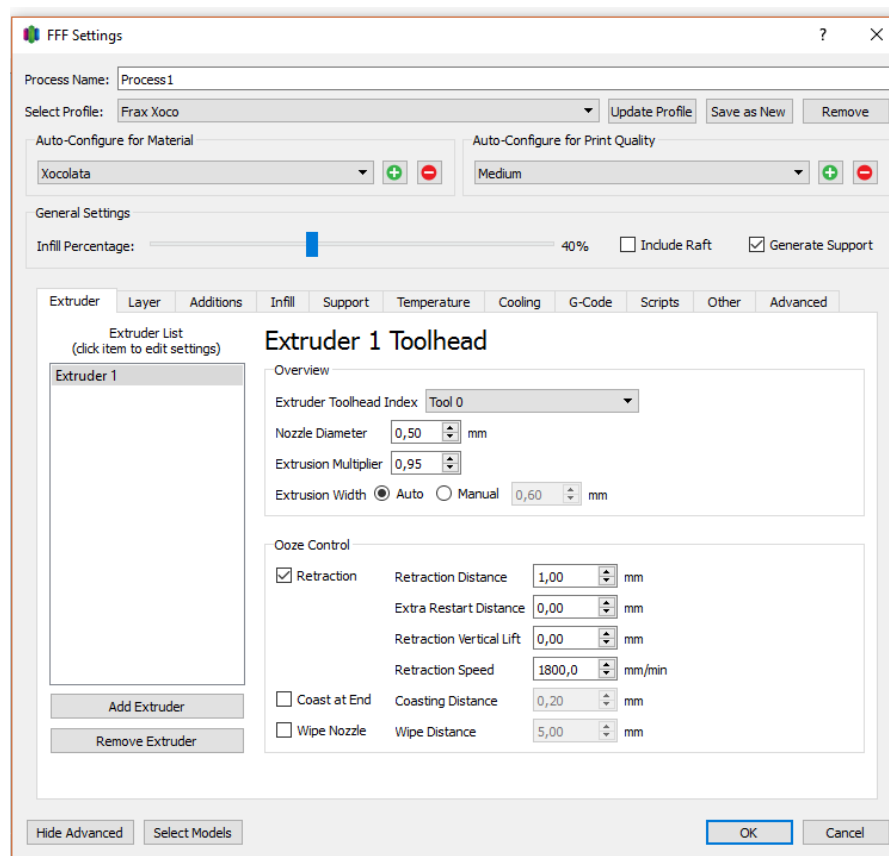 FFF Settings ?
Process Name: Process1
Select Profile: Frax Xoco Update Profile Save as New Remove
Auto-Configure for Material Auto-Configure for Print Quality
Xocolata Medium
General Settings
Infill Percentage: 40% Include Raft Generate Support
Extruder Layer Additions Infill Support Temperature Cooling G-Code Scripts Other Advanced
Extruder List
(click item to edit settings)
Extruder 1
Add Extruder
Remove Extruder
Extruder 1 Toolhead
Overview
Extruder Toolhead Index Tool 0
Nozzle Diameter 0,50 mm
Extrusion Multiplier 0,95
Extrusion Width Auto Manual 0,60 mm
Ooze Control
Retraction Retraction Distance 1,00 mm
Extra Restart Distance 0,00 mm
Retraction Vertical Lift 0,00 mm
Retraction Speed 1800,0 mm/min
Coast at End Coasting Distance 0,20 mm
Wipe Nozzle Wipe Distance 5,00 mm
Hide Advanced Select Models OK Cancel